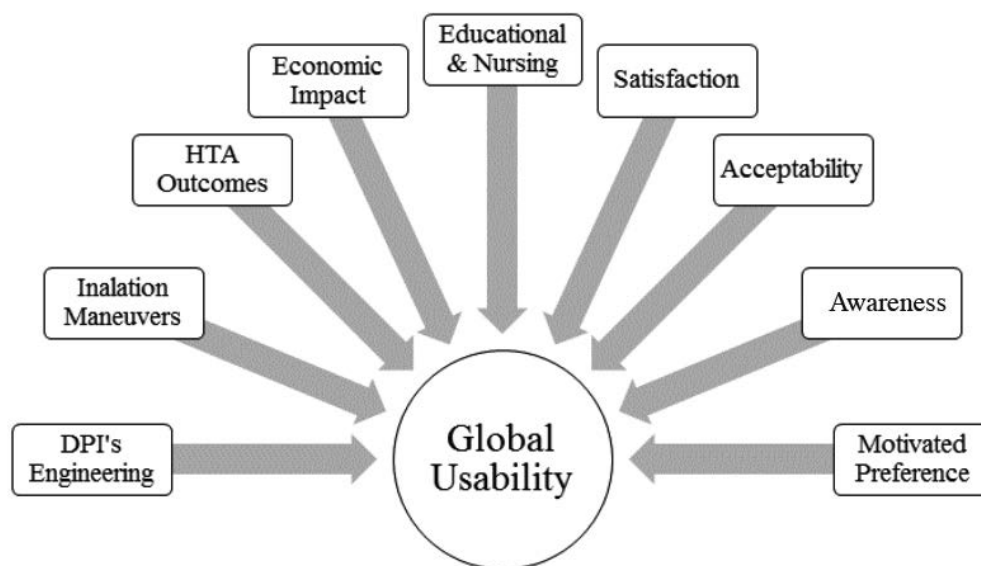 Educational
& Nursing
Economic
Impact
Satisfaction
HTA
Outcomes
Acceptability
Inalation
Maneuvers
Awareness
DPI's
Engineering
Global
Usability
Motivated
Preference